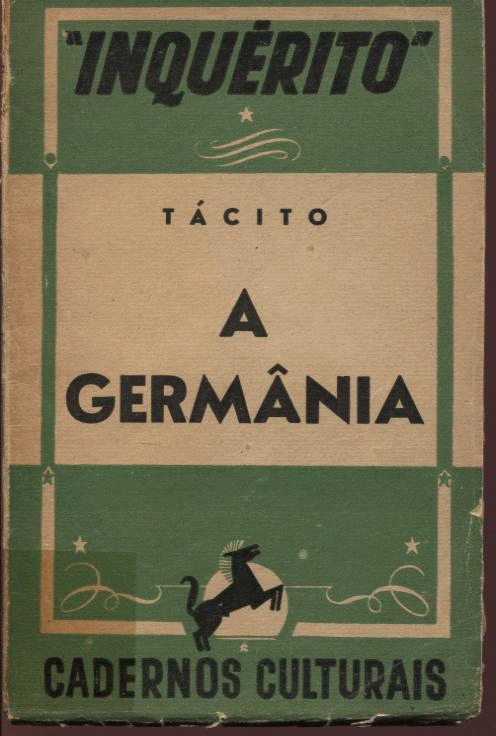 "INQUÉRITO"
TÁCITO
A
GERMÂNIA
CADERNOS CULTURAIS